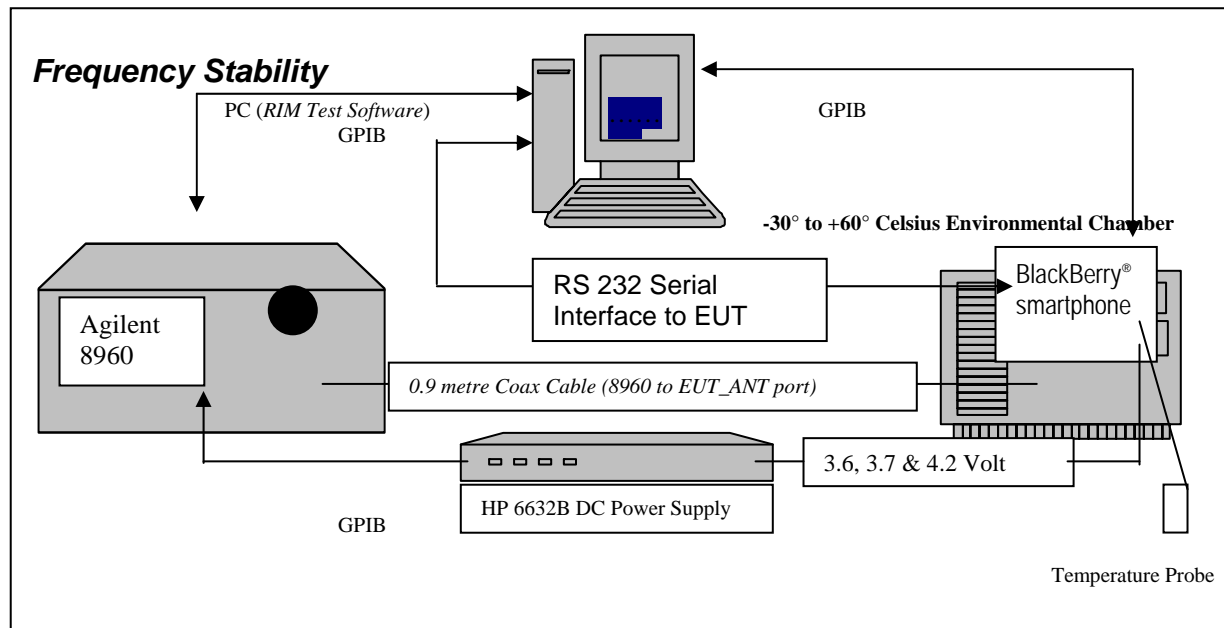 Frequency Stability
PC (RIM Test Software)
GPIB
GPIB
-30° to +60° Celsius Environmental Chamber
BlackBerry®
smartphone
RS 232 Serial
Interface to EUT
Agilent
8960
0.9 metre Coax Cable (8960 to EUT_ANT port)
3.6, 3.7 & 4.2 Volt
HP 6632B DC Power Supply
GPIB
Temperature Probe